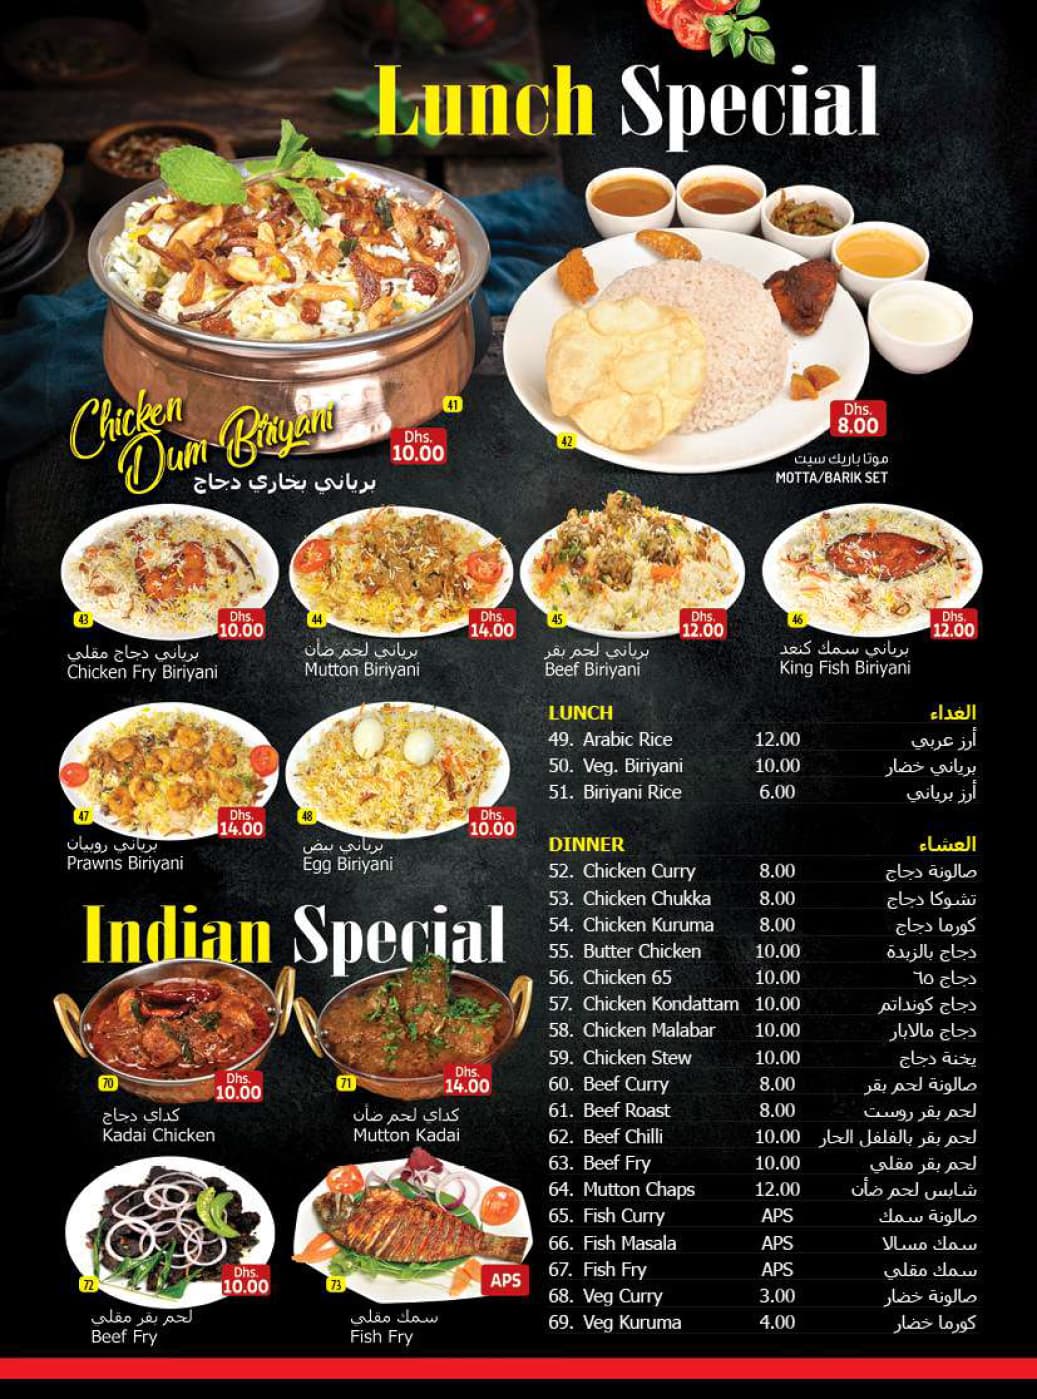 Lunch Special
Chicken
Dum Biriyani
برياني بخاري دجاج
41
Dhs.
10.00
42
Dhs.
8.00
موتا باريك سيت
MOTTA/BARIK SET
43
Dhs.
10.00
برياني دجاج مقلي
Chicken Fry Biriyani
44
Dhs.
14.00
برياني لحم ضأن
Mutton Biriyani
45
Dhs.
12.00
برياني لحم بقر
Beef Biriyani
46
Dhs.
12.00
برياني سمك كنعد
King Fish Biriyani
47
Dhs.
14.00
برياني روبيان
Prawns Biriyani
48
Dhs.
10.00
برياني بيض
Egg Biriyani
LUNCH الغداء
49. Arabic Rice 12.00 أرز عربي
50. Veg. Biriyani 10.00 برياني خضار
51. Biriyani Rice 6.00 أرز برياني
DINNER العشاء
52. Chicken Curry 8.00 صالونة دجاج
53. Chicken Chukka 8.00 تشوكا دجاج
54. Chicken Kuruma 8.00 كورما دجاج
55. Butter Chicken 10.00 دجاج بالزبدة
56. Chicken 65 10.00 دجاج ٦٥
57. Chicken Kondattam 10.00 دجاج كونداتم
58. Chicken Malabar 10.00 دجاج مالابار
59. Chicken Stew 10.00 يخنة دجاج
60. Beef Curry 8.00 صالونة لحم بقر
61. Beef Roast 8.00 لحم بقر روست
62. Beef Chilli 10.00 لحم بقر بالفلفل الحار
63. Beef Fry 10.00 لحم بقر مقلي
64. Mutton Chaps 12.00 شابس لحم ضأن
65. Fish Curry APS صالونة سمك
66. Fish Masala APS سمك مسالا
67. Fish Fry APS سمك مقلي
68. Veg Curry 3.00 صالونة خضار
69. Veg Kuruma 4.00 كورما خضار
Indian Special
70
Dhs.
10.00
كداي دجاج
Kadai Chicken
71
Dhs.
14.00
كداي لحم ضأن
Mutton Kadai
72
Dhs.
10.00
لحم بقر مقلي
Beef Fry
73
APS
سمك مقلي
Fish Fry